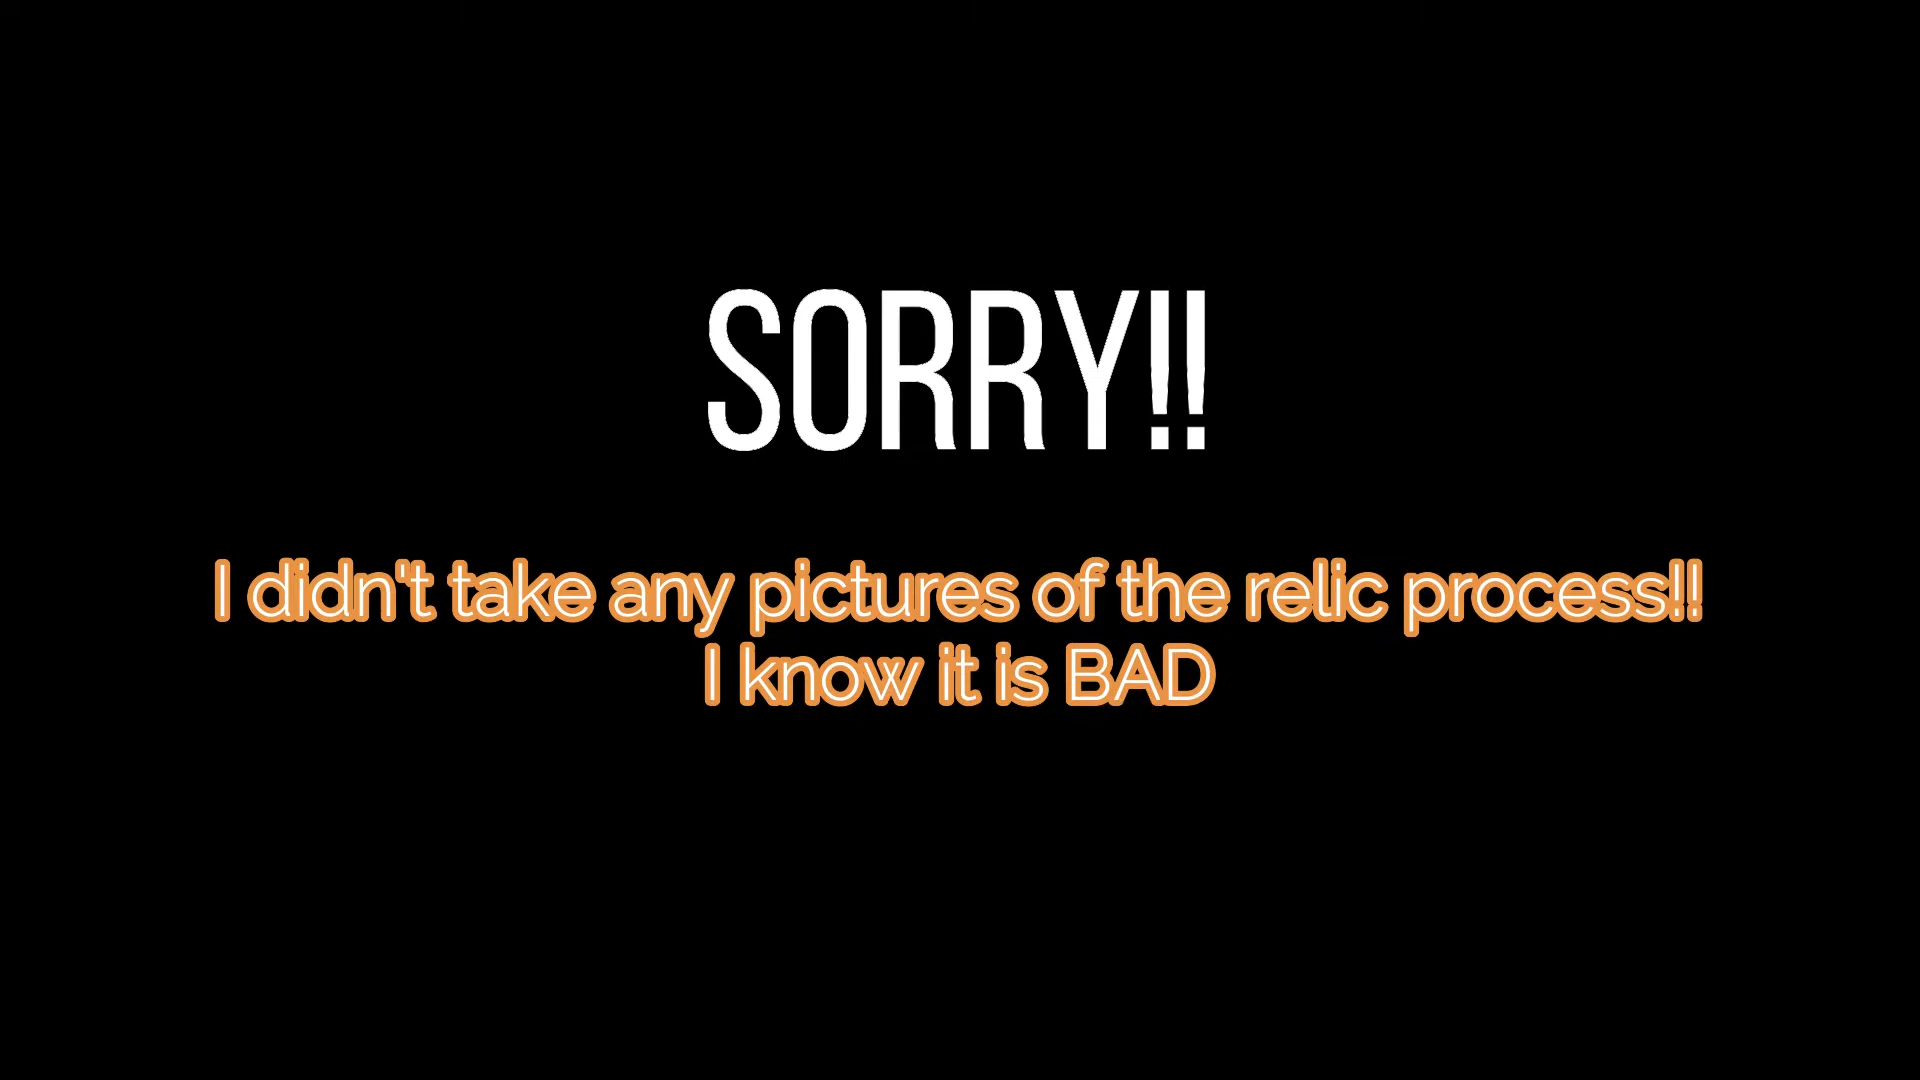 SORRY!!
I didn't take any pictures of the relic process!!
I know it is BAD